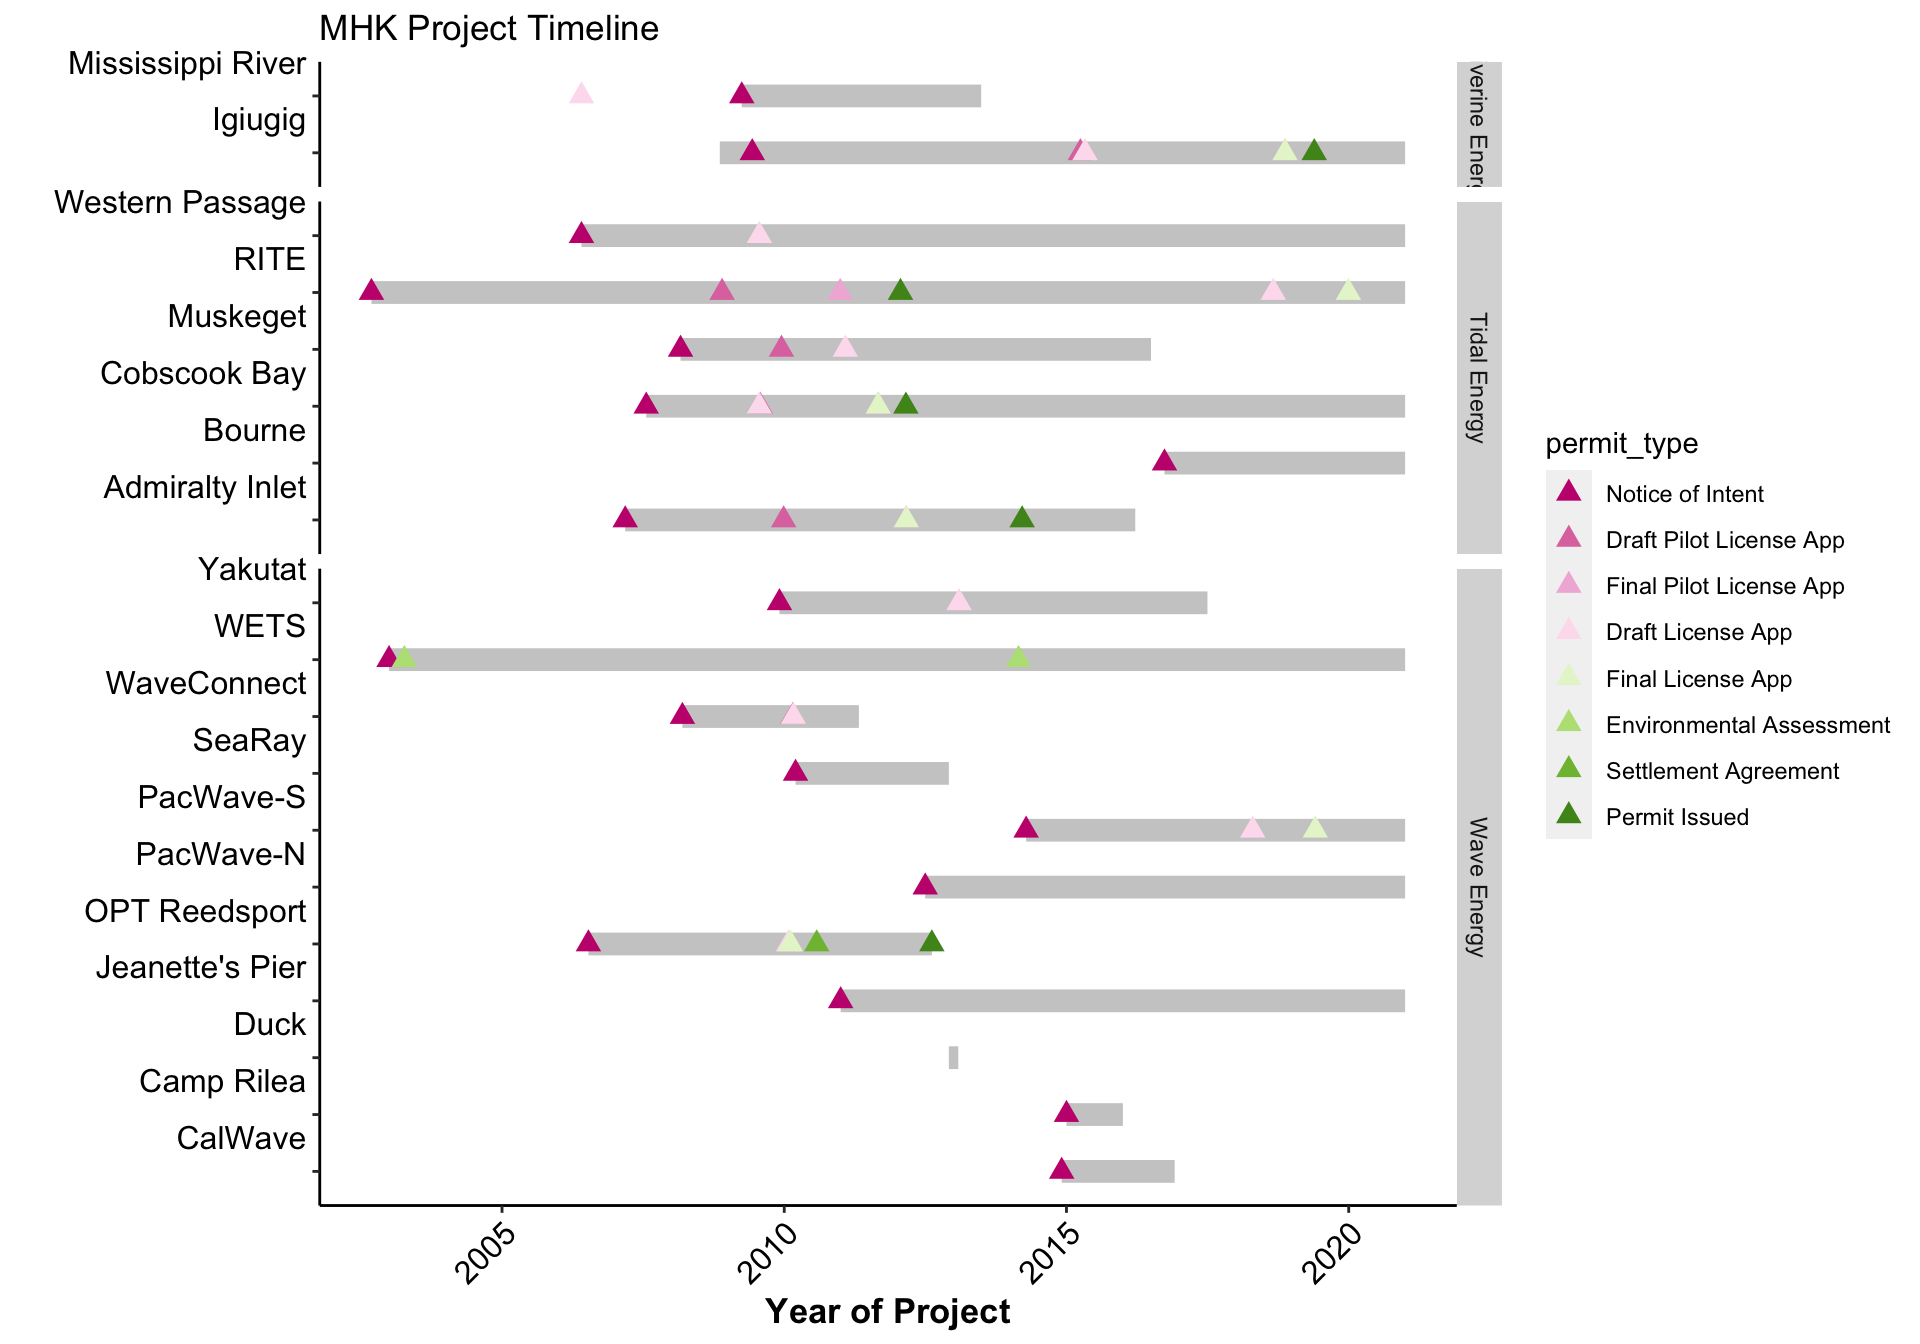 MHK Project Timeline
Mississippi River
Igiugig
verine Energ
Western Passage
RITE
Muskeget
Cobscook Bay
Bourne
Admiralty Inlet
Tidal Energy
Yakutat
WETS
WaveConnect
SeaRay
PacWave-S
PacWave-N
OPT Reedsport
Jeanette's Pier
Duck
Camp Rilea
CalWave
Wave Energy
2005
2010
2015
2020
Year of Project
permit_type
Notice of Intent
Draft Pilot License App
Final Pilot License App
Draft License App
Final License App
Environmental Assessment
Settlement Agreement
Permit Issued